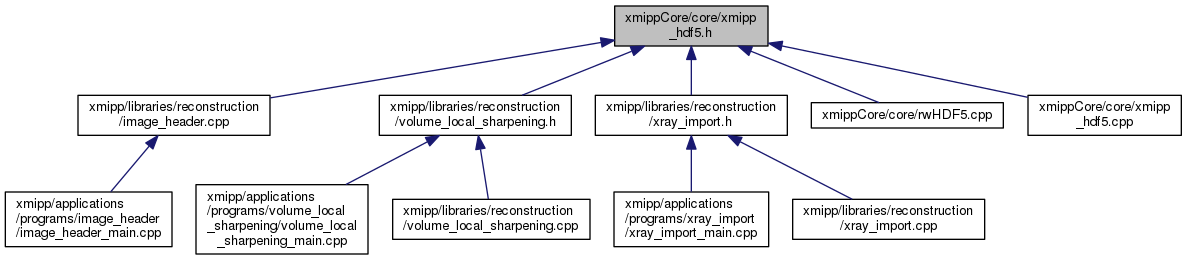 xmippCore/core/xmipp
_hdf5.h
xmipp/libraries/reconstruction
/image_header.cpp
xmipp/libraries/reconstruction
/volume_local_sharpening.h
xmipp/libraries/reconstruction
/xray_import.h
xmippCore/core/rwHDF5.cpp
xmippCore/core/xmipp
_hdf5.cpp
xmipp/applications
/programs/image_header
/image_header_main.cpp
xmipp/applications
/programs/volume_local
_sharpening/volume_local
_sharpening_main.cpp
xmipp/libraries/reconstruction
/volume_local_sharpening.cpp
xmipp/applications
/programs/xray_import
/xray_import_main.cpp
xmipp/libraries/reconstruction
/xray_import.cpp